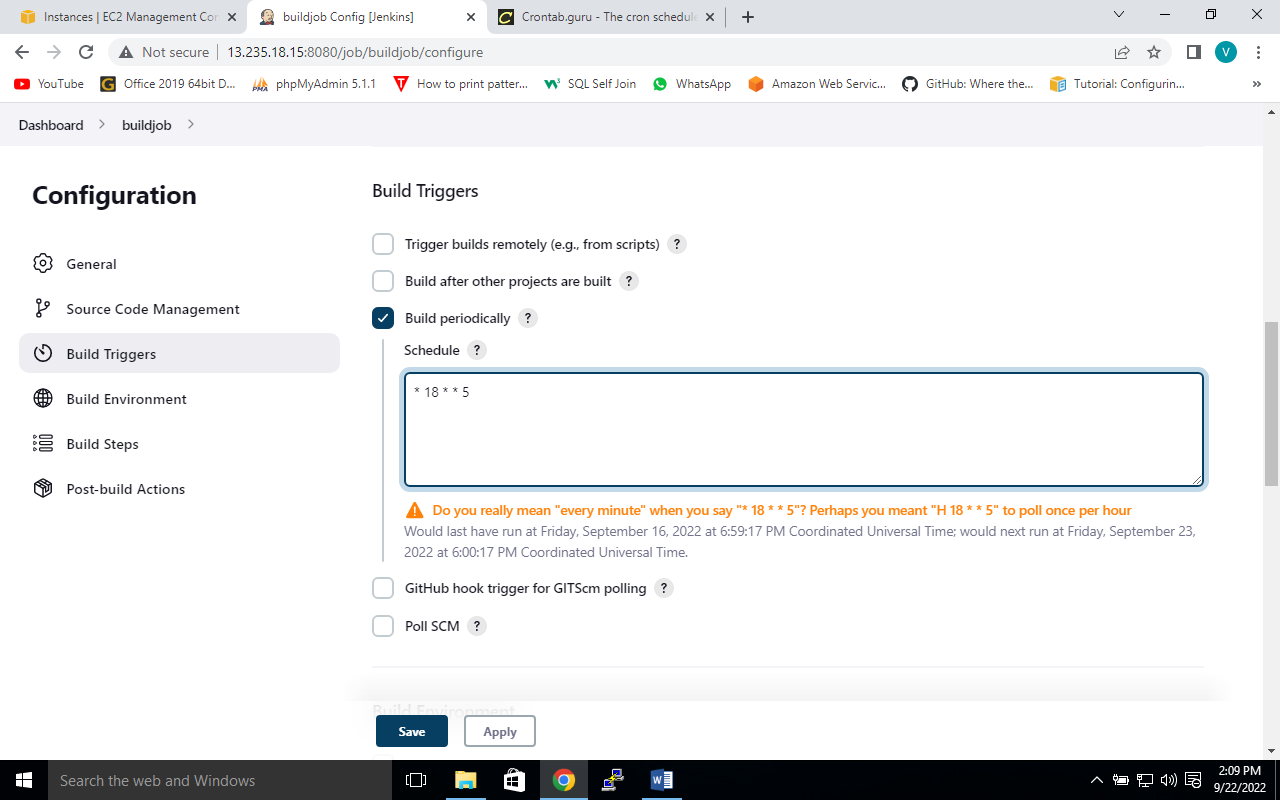 Instances | EC2 Management Con
buildjob Config [Jenkins]
Crontab.guru - The cron schedule
Not secure
13.235.18.15:8080/job/buildjob/configure
V
YouTube
Office 2019 64bit D...
phpMyAdmin 5.1.1
How to print patter...
SQL Self Join
WhatsApp
Amazon Web Servic...
GitHub: Where the...
Tutorial: Configurin...
»
Dashboard
buildjob
Configuration
General
Source Code Management
Build Triggers
Build Environment
Build Steps
Post-build Actions
Build Triggers
Trigger builds remotely (e.g., from scripts) ?
Build after other projects are built ?
Build periodically ?
Schedule ?
* 18 * * 5
Do you really mean "every minute" when you say "* 18 * * 5"? Perhaps you meant "H 18 * * 5" to poll once per hour
Would last have run at Friday, September 16, 2022 at 6:59:17 PM Coordinated Universal Time; would next run at Friday, September 23,
2022 at 6:00:17 PM Coordinated Universal Time.
GitHub hook trigger for GITScm polling ?
Poll SCM ?
Build Environment
Save
Apply
Search the web and Windows
2:09 PM
9/22/2022